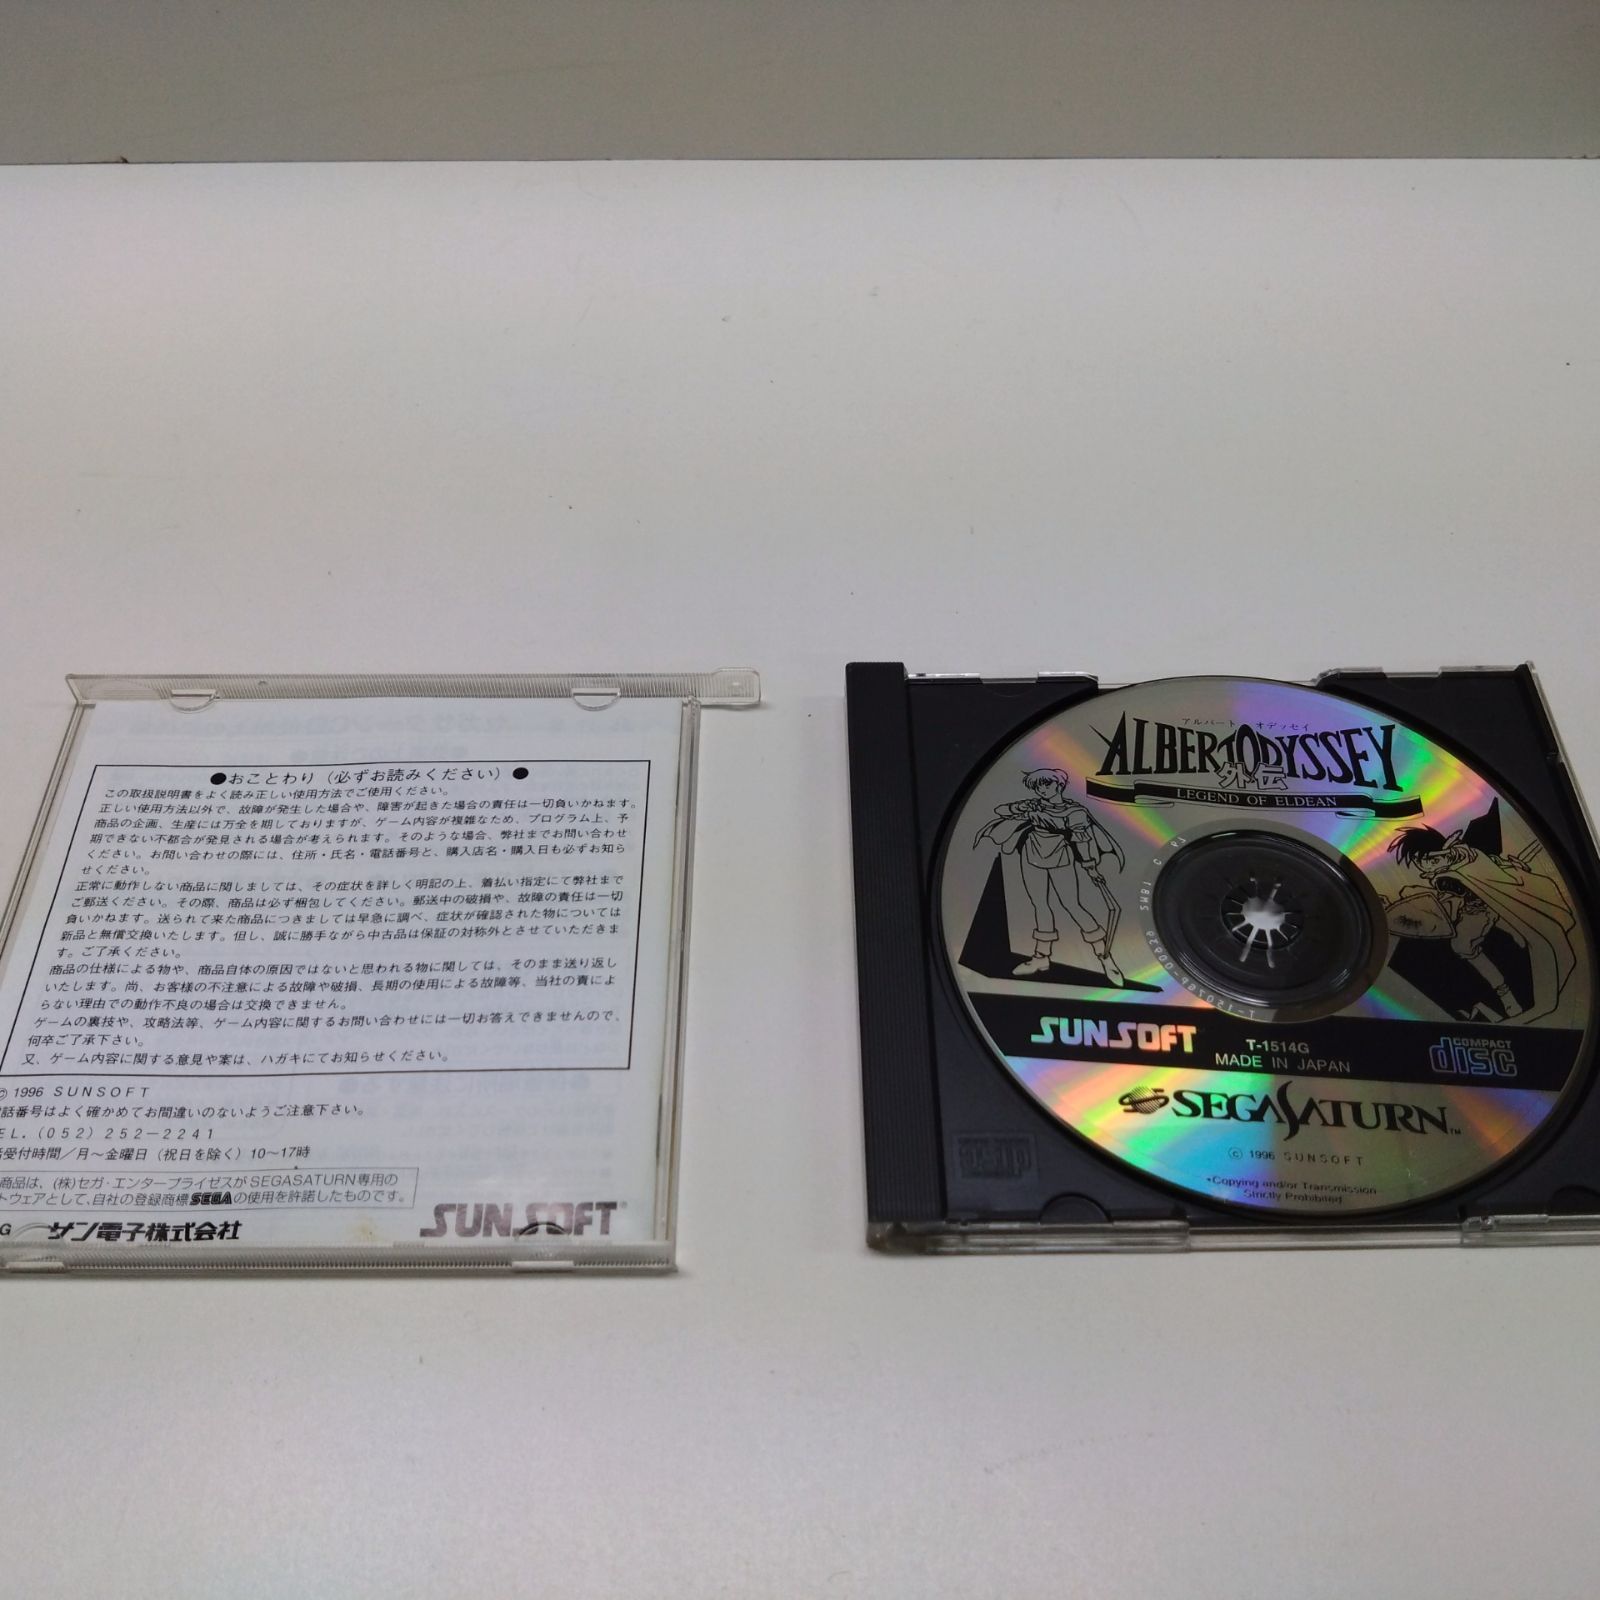 ●おことわり（必ずお読みください）●
この取扱説明書をよく読み正しい使用方法でご使用ください。
正しい使用方法以外で、故障が発生した場合や、障害が起きた場合の責任は一切負いかねます。
商品の企画、生産には万全を期しておりますが、ゲーム内容が複雑なため、プログラム上、予
期できない不都合が発見される場合が考えられます。そのような場合、弊社までお問い合わせ
ください。お問い合わせの際には、住所・氏名・電話番号と、購入店名・購入日も必ずお知ら
せください。
正常に動作しない商品に関しましては、その症状を詳しく明記の上、着払い指定にて弊社まで
ご郵送ください。その際、商品は必ず梱包してください。郵送中の破損や、故障の責任は一切
負いかねます。送られて来た商品につきましては早急に調べ、症状が確認された物については
新品と無償交換いたします。但し、誠に勝手ながら中古品は保証の対称外とさせていただきま
す。ご了承ください。
商品の仕様による物や、商品自体の原因ではないと思われる物に関しては、そのまま送り返し
いたします。尚、お客様の不注意による故障や破損、長期の使用による故障等、当社の責によ
らない理由での動作不良の場合は交換できません。
ゲームの裏技や、攻略法等、ゲーム内容に関するお問い合わせには一切お答えできませんので、
何卒ご了承下さい。
又、ゲーム内容に関する意見や案は、ハガキにてお知らせください。
© 1996 SUNSOFT
話番号はよく確かめてお間違いのないようご注意下さい。
EL.(052)252-2241
受付時間／月〜金曜日（祝日を除く）10〜17時
商品は、(株)セガ・エンタープライゼスがSEGASATURN専用の
トウェアとして、自社の登録商標SEGAの使用を許諾したものです。
G サン電子株式会社
SUNSOFT®
アルバート オデッセイ
ALBERT ODYSSEY
外伝
LEGEND OF ELDEAN
SUNSOFT
T-1514G
MADE IN JAPAN
COMPACT
disc
SEGASATURN™
© 1996 SUNSOFT
•Copying and/or Transmission
Strictly Prohibited